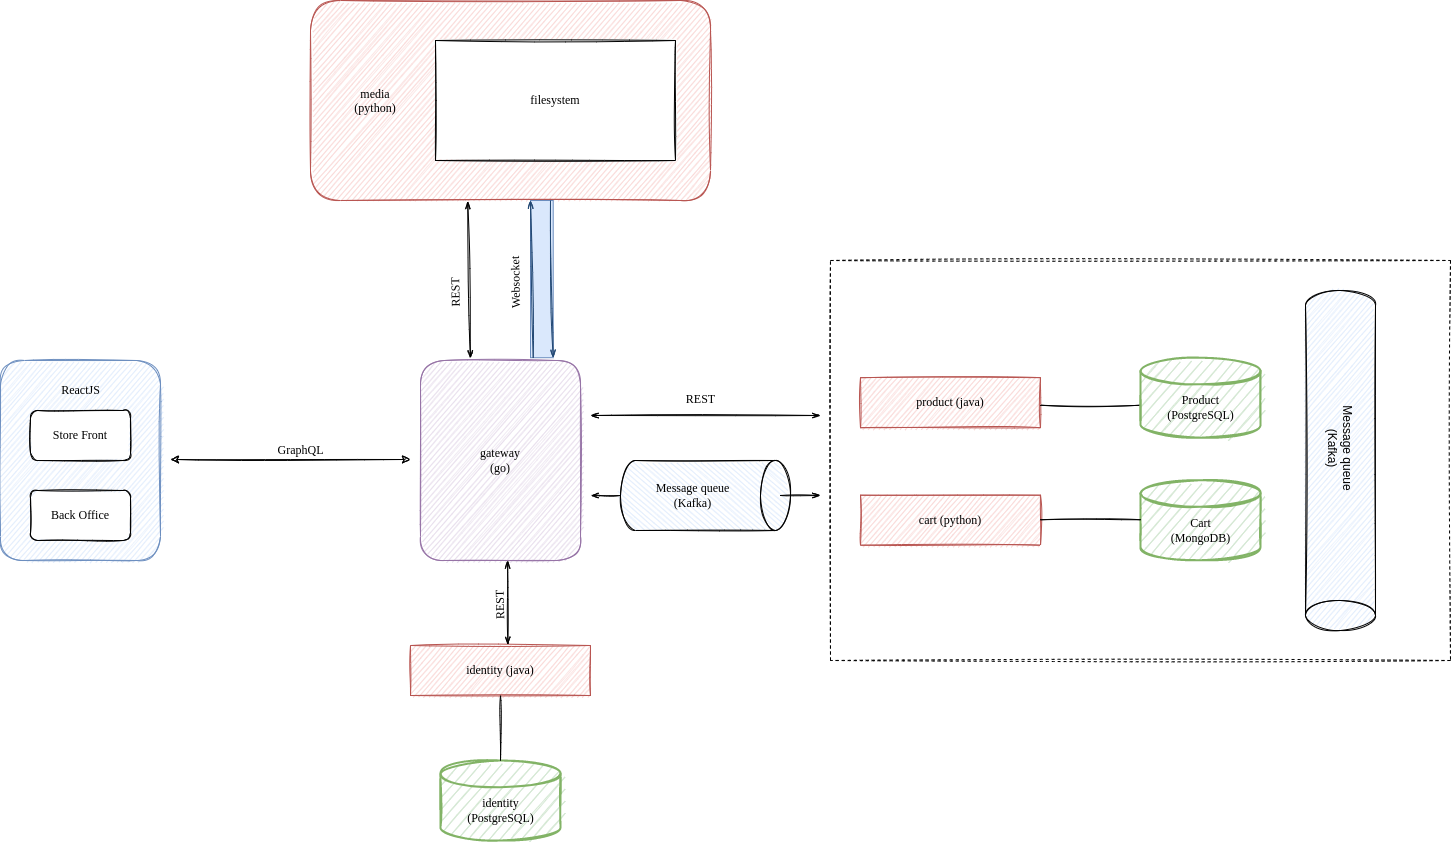 media
(python)
filesystem
REST
Websocket
ReactJS
Store Front
Back Office
GraphQL
gateway
(go)
REST
Message queue
(Kafka)
product (java)
Product
(PostgreSQL)
cart (python)
Cart
(MongoDB)
Message queue
(Kafka)
REST
identity (java)
identity
(PostgreSQL)